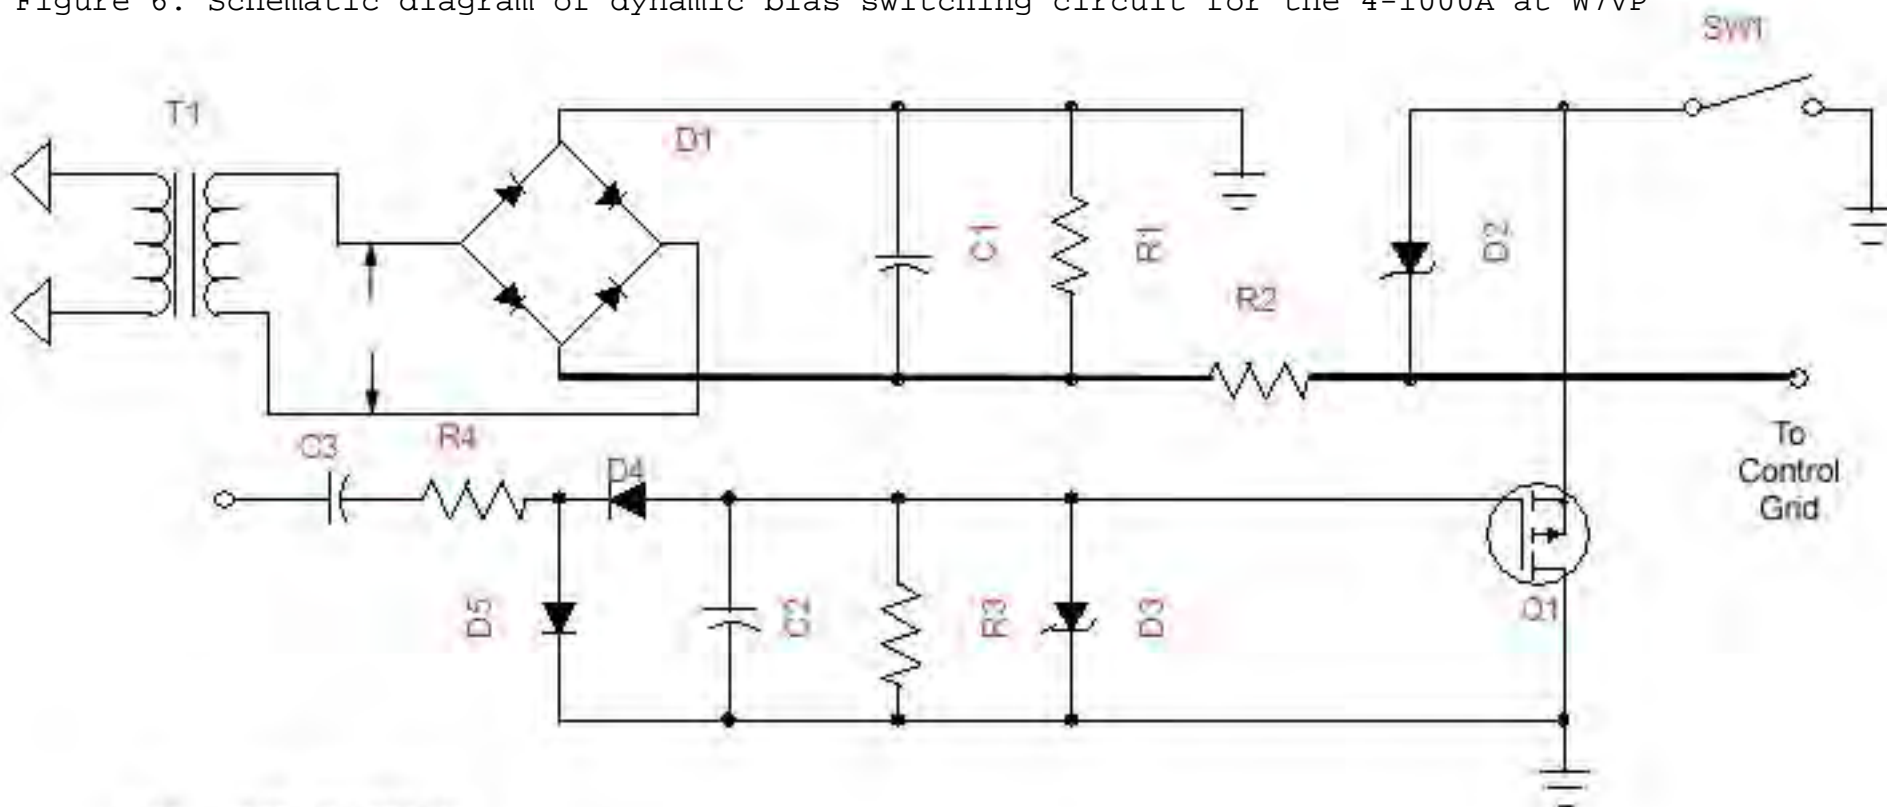 Figure 6. Schematic diagram of dynamic bias switching circuit for the 4-1000A at W7VP
SW1
T1
D1
C1
R1
D2
R2
C3
R4
D4
To
Control
Grid
D5
C2
R3
D3
Q1